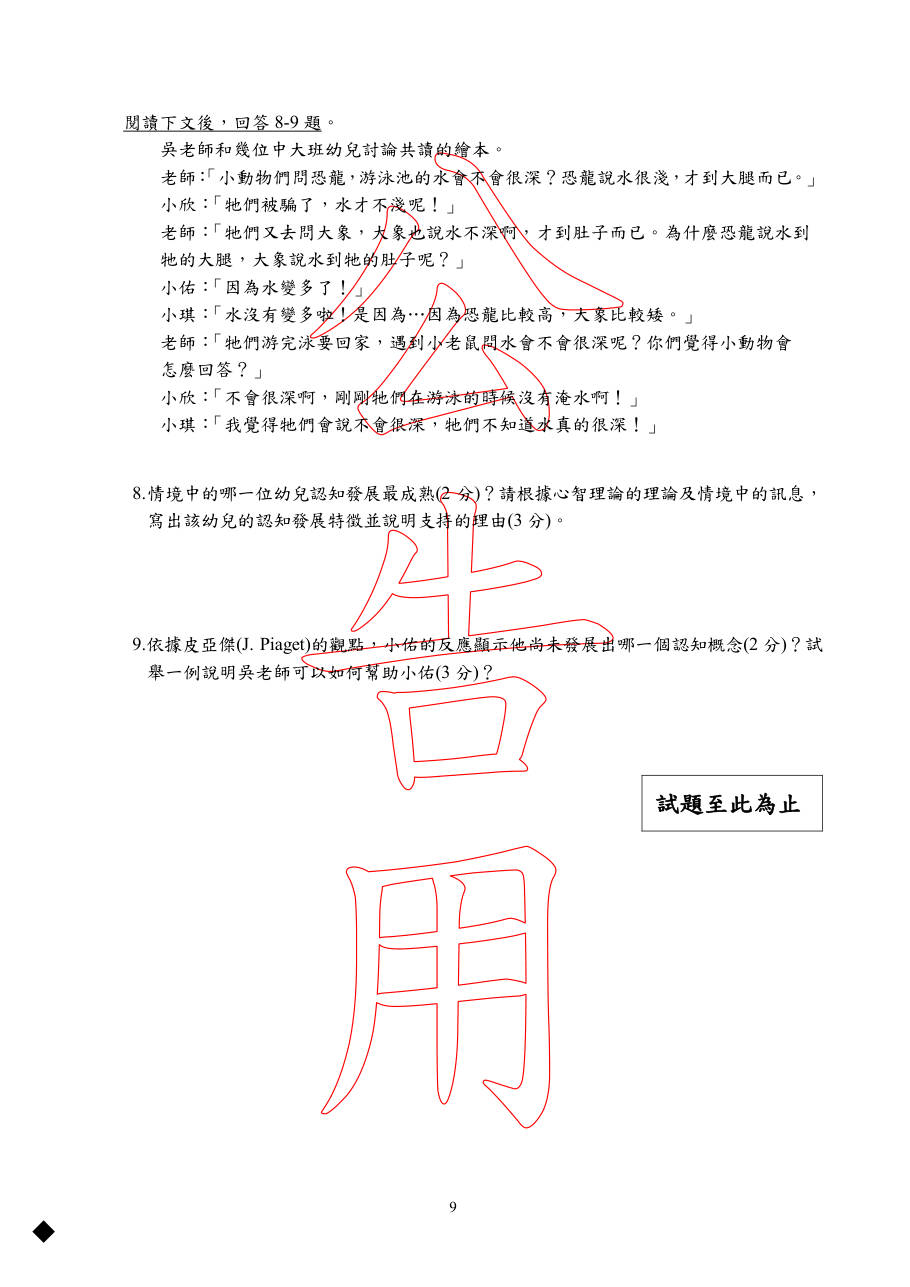 閱讀下文後，回答 8-9 題。
吳老師和幾位中大班幼兒討論共讀的繪本。
老師：「小動物們問恐龍，游泳池的水會不會很深？恐龍說水很淺，才到大腿而已。」
小欣：「牠們被騙了，水才不淺呢！」
老師：「牠們又去問大象，大象也說水不深啊，才到肚子而已。為什麼恐龍說水到
牠的大腿，大象說水到牠的肚子呢？」
小佑：「因為水變多了！」
小琪：「水沒有變多啦！是因為…因為恐龍比較高，大象比較矮。」
老師：「牠們游完泳要回家，遇到小老鼠問水會不會很深呢？你們覺得小動物會
怎麼回答？」
小欣：「不會很深啊，剛剛牠們在游泳的時候沒有淹水啊！」
小琪：「我覺得牠們會說不會很深，牠們不知道水真的很深！」
8.情境中的哪一位幼兒認知發展最成熟(2 分)？請根據心智理論的理論及情境中的訊息，
寫出該幼兒的認知發展特徵並說明支持的理由(3 分)。
9.依據皮亞傑(J. Piaget)的觀點，小佑的反應顯示他尚未發展出哪一個認知概念(2 分)？試
舉一例說明吳老師可以如何幫助小佑(3 分)？
試題至此為止
公告用
9